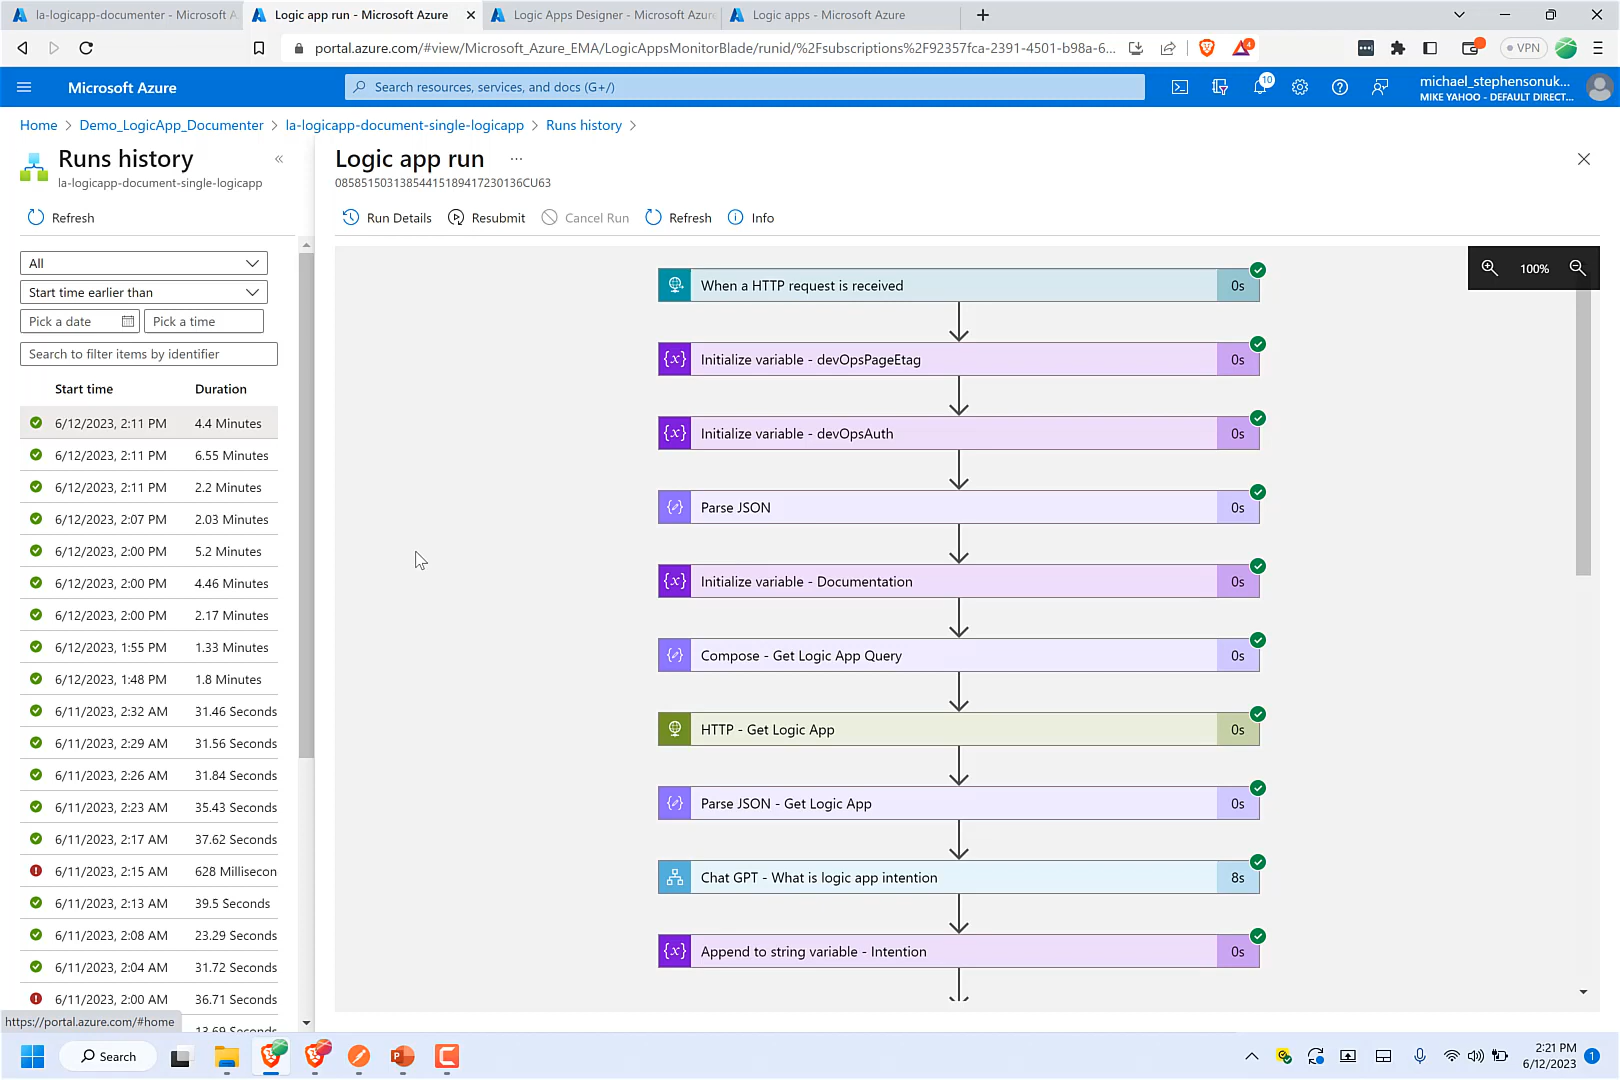 la-logicapp-documenter - Microsoft A
Logic app run - Microsoft Azure
Logic Apps Designer - Microsoft Azur
Logic apps - Microsoft Azure
portal.azure.com/#view/Microsoft_Azure_EMA/LogicAppsMonitorBlade/runid/%2Fsubscriptions%2F92357fca-2391-4501-b98a-6...
4
VPN
Microsoft Azure
Search resources, services, and docs (G+/)
10
michael_stephensonuk...
MIKE YAHOO - DEFAULT DIRECT...
Home > Demo_LogicApp_Documenter > la-logicapp-document-single-logicapp > Runs history >
Runs history
la-logicapp-document-single-logicapp
Refresh
All
Start time earlier than
Pick a date
Pick a time
Search to filter items by identifier
Start time Duration
6/12/2023, 2:11 PM 4.4 Minutes
6/12/2023, 2:11 PM 6.55 Minutes
6/12/2023, 2:11 PM 2.2 Minutes
6/12/2023, 2:07 PM 2.03 Minutes
6/12/2023, 2:00 PM 5.2 Minutes
6/12/2023, 2:00 PM 4.46 Minutes
6/12/2023, 2:00 PM 2.17 Minutes
6/12/2023, 1:55 PM 1.33 Minutes
6/12/2023, 1:48 PM 1.8 Minutes
6/11/2023, 2:32 AM 31.46 Seconds
6/11/2023, 2:29 AM 31.56 Seconds
6/11/2023, 2:26 AM 31.84 Seconds
6/11/2023, 2:23 AM 35.43 Seconds
6/11/2023, 2:17 AM 37.62 Seconds
6/11/2023, 2:15 AM 628 Millisecon
6/11/2023, 2:13 AM 39.5 Seconds
6/11/2023, 2:08 AM 23.29 Seconds
6/11/2023, 2:04 AM 31.72 Seconds
6/11/2023, 2:00 AM 36.71 Seconds
13.69 Seconds
https://portal.azure.com/#home
Logic app run ...
08585150313854415189417230136CU63
Run Details
Resubmit
Cancel Run
Refresh
Info
100%
When a HTTP request is received 0s
{x} Initialize variable - devOpsPageEtag 0s
{x} Initialize variable - devOpsAuth 0s
Parse JSON 0s
{x} Initialize variable - Documentation 0s
Compose - Get Logic App Query 0s
HTTP - Get Logic App 0s
Parse JSON - Get Logic App 0s
Chat GPT - What is logic app intention 8s
{x} Append to string variable - Intention 0s
Search
2:21 PM
6/12/2023
1